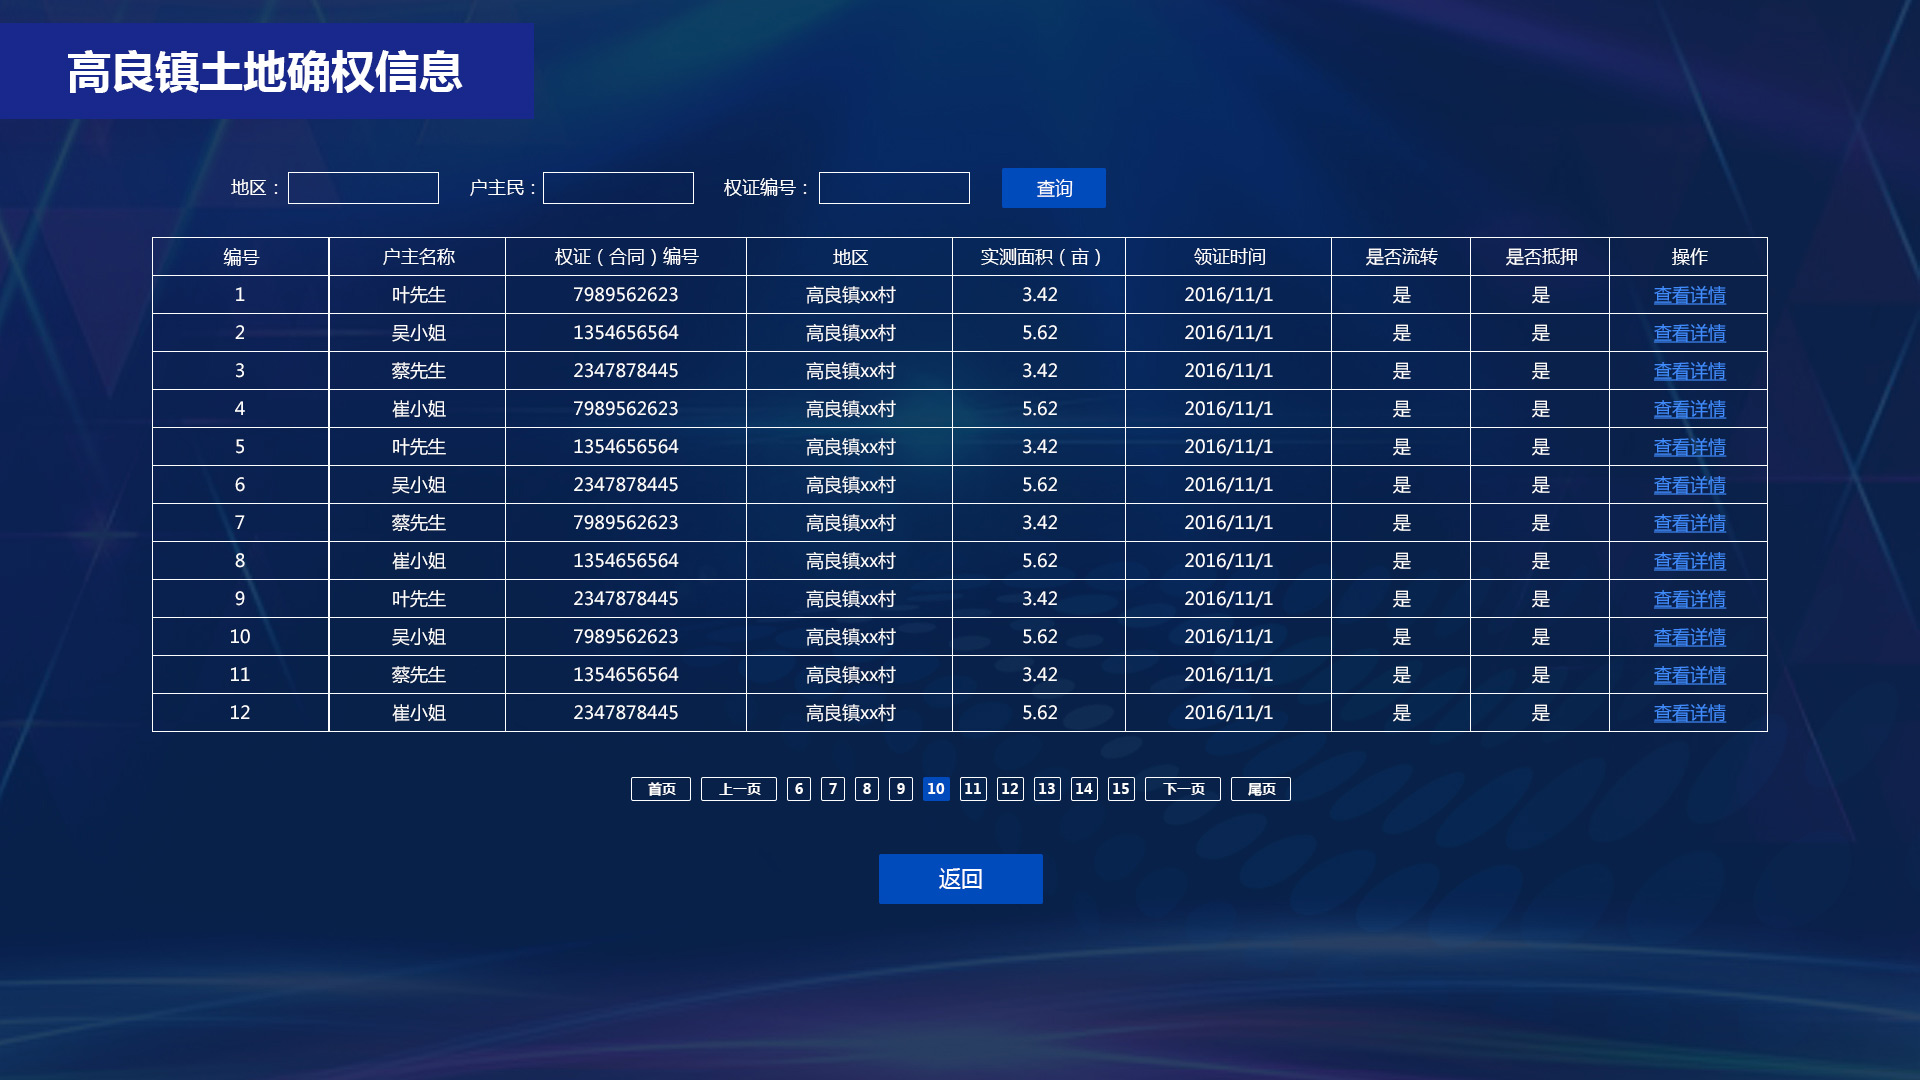 高良镇土地确权信息
地区： 户主民： 权证编号： 查询
编号 户主名称 权证（合同）编号 地区 实测面积（亩） 领证时间 是否流转 是否抵押 操作
1 叶先生 7989562623 高良镇xx村 3.42 2016/11/1 是 是 查看详情
2 吴小姐 1354656564 高良镇xx村 5.62 2016/11/1 是 是 查看详情
3 蔡先生 2347878445 高良镇xx村 3.42 2016/11/1 是 是 查看详情
4 崔小姐 7989562623 高良镇xx村 5.62 2016/11/1 是 是 查看详情
5 叶先生 1354656564 高良镇xx村 3.42 2016/11/1 是 是 查看详情
6 吴小姐 2347878445 高良镇xx村 5.62 2016/11/1 是 是 查看详情
7 蔡先生 7989562623 高良镇xx村 3.42 2016/11/1 是 是 查看详情
8 崔小姐 1354656564 高良镇xx村 5.62 2016/11/1 是 是 查看详情
9 叶先生 2347878445 高良镇xx村 3.42 2016/11/1 是 是 查看详情
10 吴小姐 7989562623 高良镇xx村 5.62 2016/11/1 是 是 查看详情
11 蔡先生 1354656564 高良镇xx村 3.42 2016/11/1 是 是 查看详情
12 崔小姐 2347878445 高良镇xx村 5.62 2016/11/1 是 是 查看详情
首页 上一页 6 7 8 9 10 11 12 13 14 15 下一页 尾页
返回